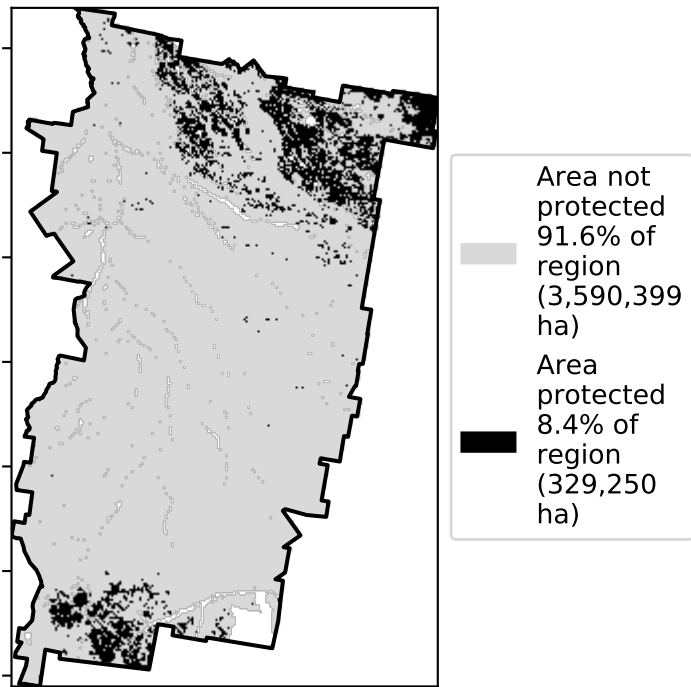 Area not
protected
91.6% of
region
(3,590,399
ha)
Area
protected
8.4% of
region
(329,250
ha)